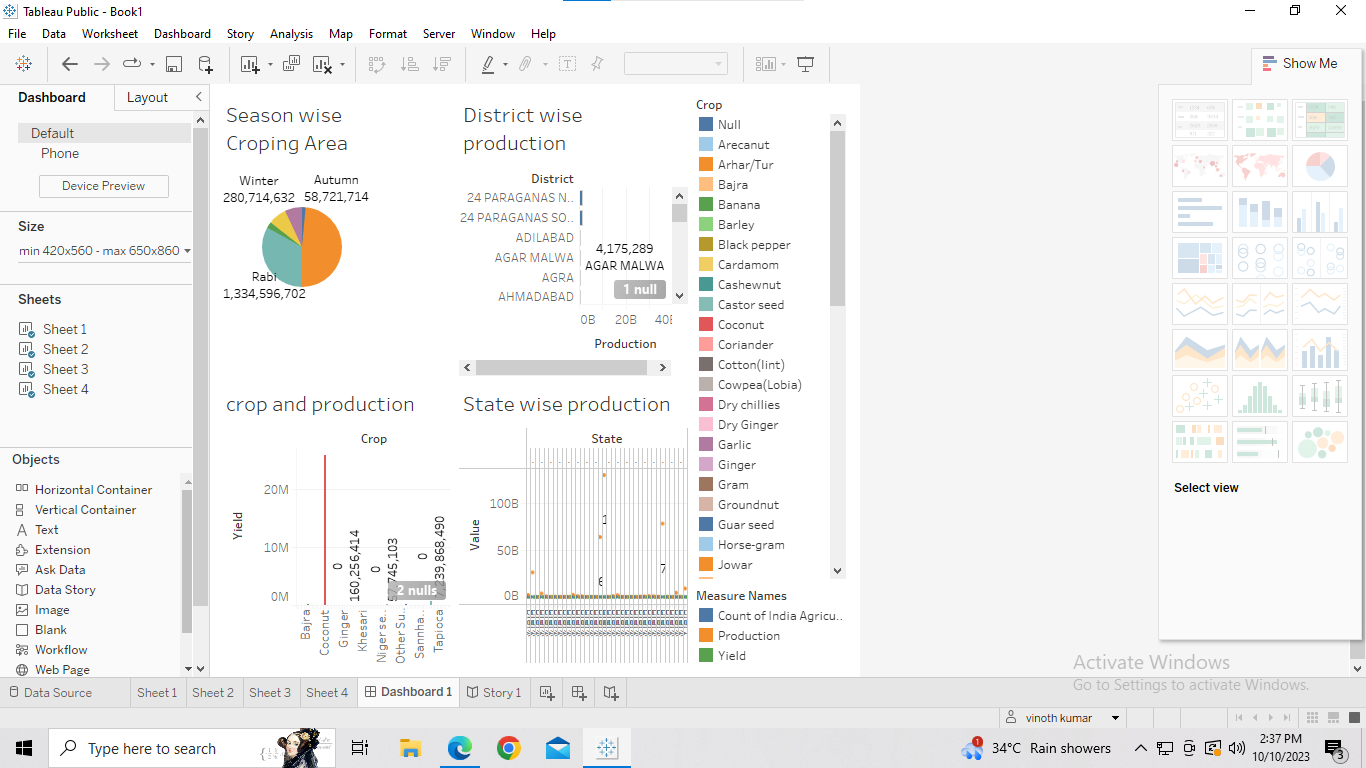 Tableau Public - Book1
File Data Worksheet Dashboard Story Analysis Map Format Server Window Help
Show Me
Dashboard Layout
Default
Phone
Device Preview
Size
min 420x560 - max 650x860
Sheets
Sheet 1
Sheet 2
Sheet 3
Sheet 4
Objects
Horizontal Container
Vertical Container
Text
Extension
Ask Data
Data Story
Image
Blank
Workflow
Web Page
Season wise
Croping Area
Winter
280,714,632
Autumn
58,721,714
Rabi
1,334,596,702
District wise
production
District
24 PARAGANAS N..
24 PARAGANAS SO..
ADILABAD
AGAR MALWA
AGRA
AHMADABAD
4,175,289
AGAR MALWA
1 null
0B 20B
Production
crop and production
Crop
Yield
20M
10M
0M
0
160,256,414
0
745,103
0
239,868,490
2 nulls
Bajra
Coconut
Ginger
Khesari
Niger se..
Other Su..
Sannha..
Tapioca
State wise production
State
Value
100B
50B
0B
1
6
7
Crop
Null
Arecanut
Arhar/Tur
Bajra
Banana
Barley
Black pepper
Cardamom
Cashewnut
Castor seed
Coconut
Coriander
Cotton(lint)
Cowpea(Lobia)
Dry chillies
Dry Ginger
Garlic
Ginger
Gram
Groundnut
Guar seed
Horse-gram
Jowar
Measure Names
Count of India Agricu..
Production
Yield
Select view
Activate Windows
Go to Settings to activate Windows.
Data Source Sheet 1 Sheet 2 Sheet 3 Sheet 4 Dashboard 1 Story 1
vinoth kumar
Type here to search
1
34°C Rain showers
2:37 PM
10/10/2023
3